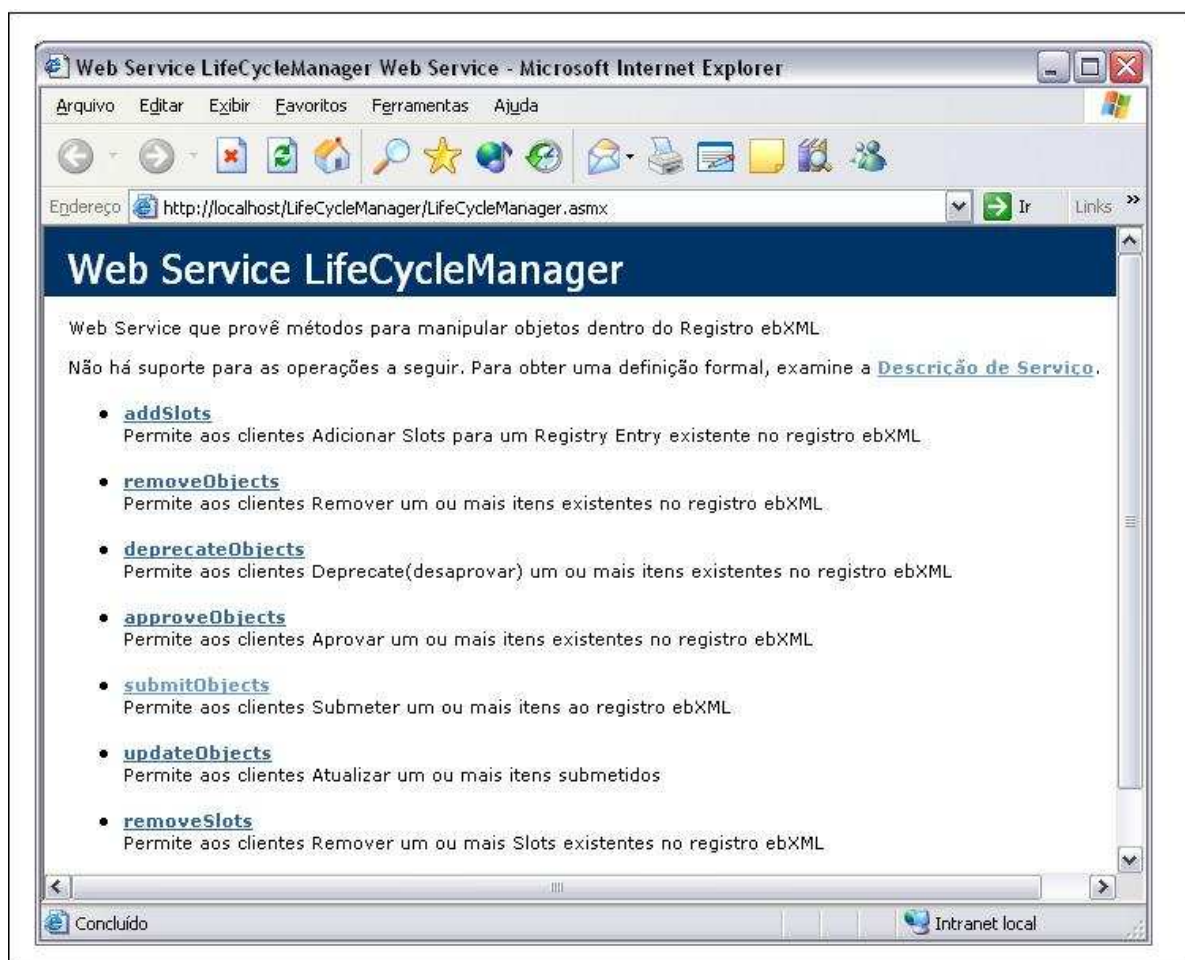 Web Service LifeCycleManager Web Service - Microsoft Internet Explorer
Arquivo Editar Exibir Favoritos Ferramentas Ajuda
Endereço http://localhost/LifeCycleManager/LifeCycleManager.asmx Ir Links »
Web Service LifeCycleManager
Web Service que provê métodos para manipular objetos dentro do Registro ebXML
Não há suporte para as operações a seguir. Para obter uma definição formal, examine a Descrição de Serviço.
• addSlots
Permite aos clientes Adicionar Slots para um Registry Entry existente no registro ebXML
• removeObjects
Permite aos clientes Remover um ou mais itens existentes no registro ebXML
• deprecateObjects
Permite aos clientes Deprecate(desaprovar) um ou mais itens existentes no registro ebXML
• approveObjects
Permite aos clientes Aprovar um ou mais itens existentes no registro ebXML
• submitObjects
Permite aos clientes Submeter um ou mais itens ao registro ebXML
• updateObjects
Permite aos clientes Atualizar um ou mais itens submetidos
• removeSlots
Permite aos clientes Remover um ou mais Slots existentes no registro ebXML
Concluído Intranet local